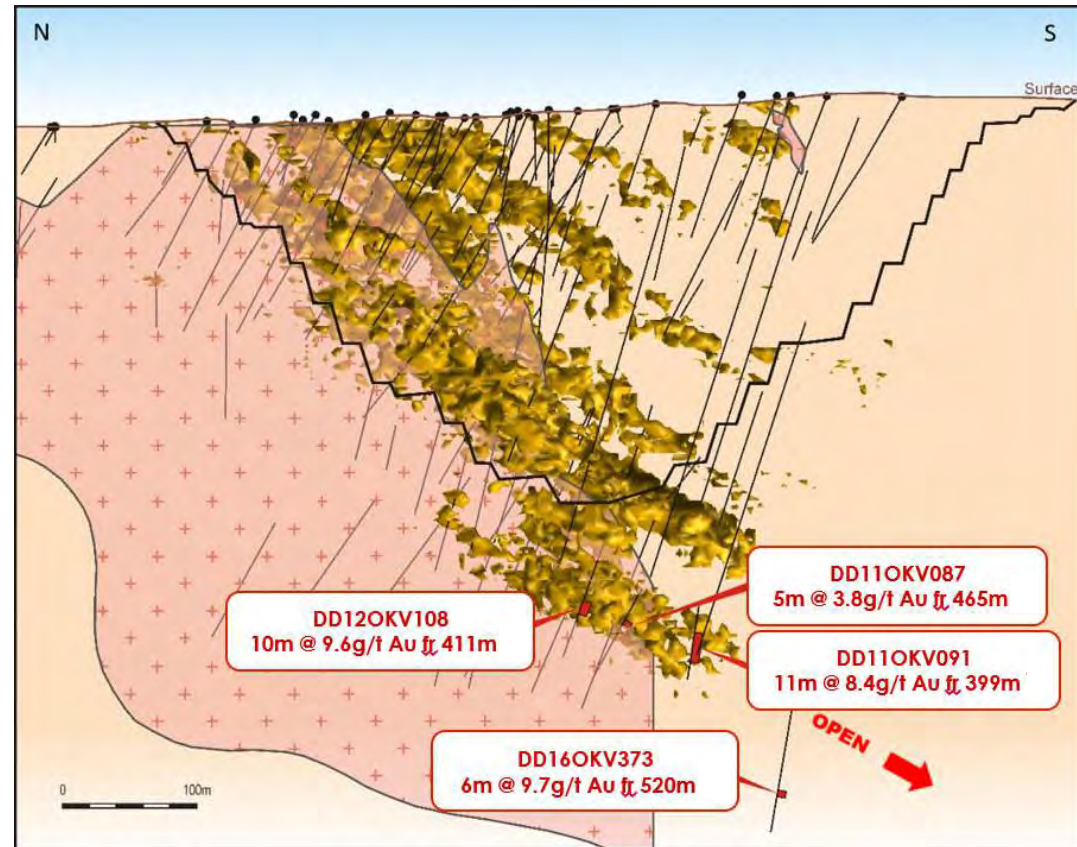 N
S
Surface
DD11OKV087
5m @ 3.8g/t Au fr 465m
DD12OKV108
10m @ 9.6g/t Au fr 411m
DD11OKV091
11m @ 8.4g/t Au fr 399m
OPEN
DD16OKV373
6m @ 9.7g/t Au fr 520m
0 100m